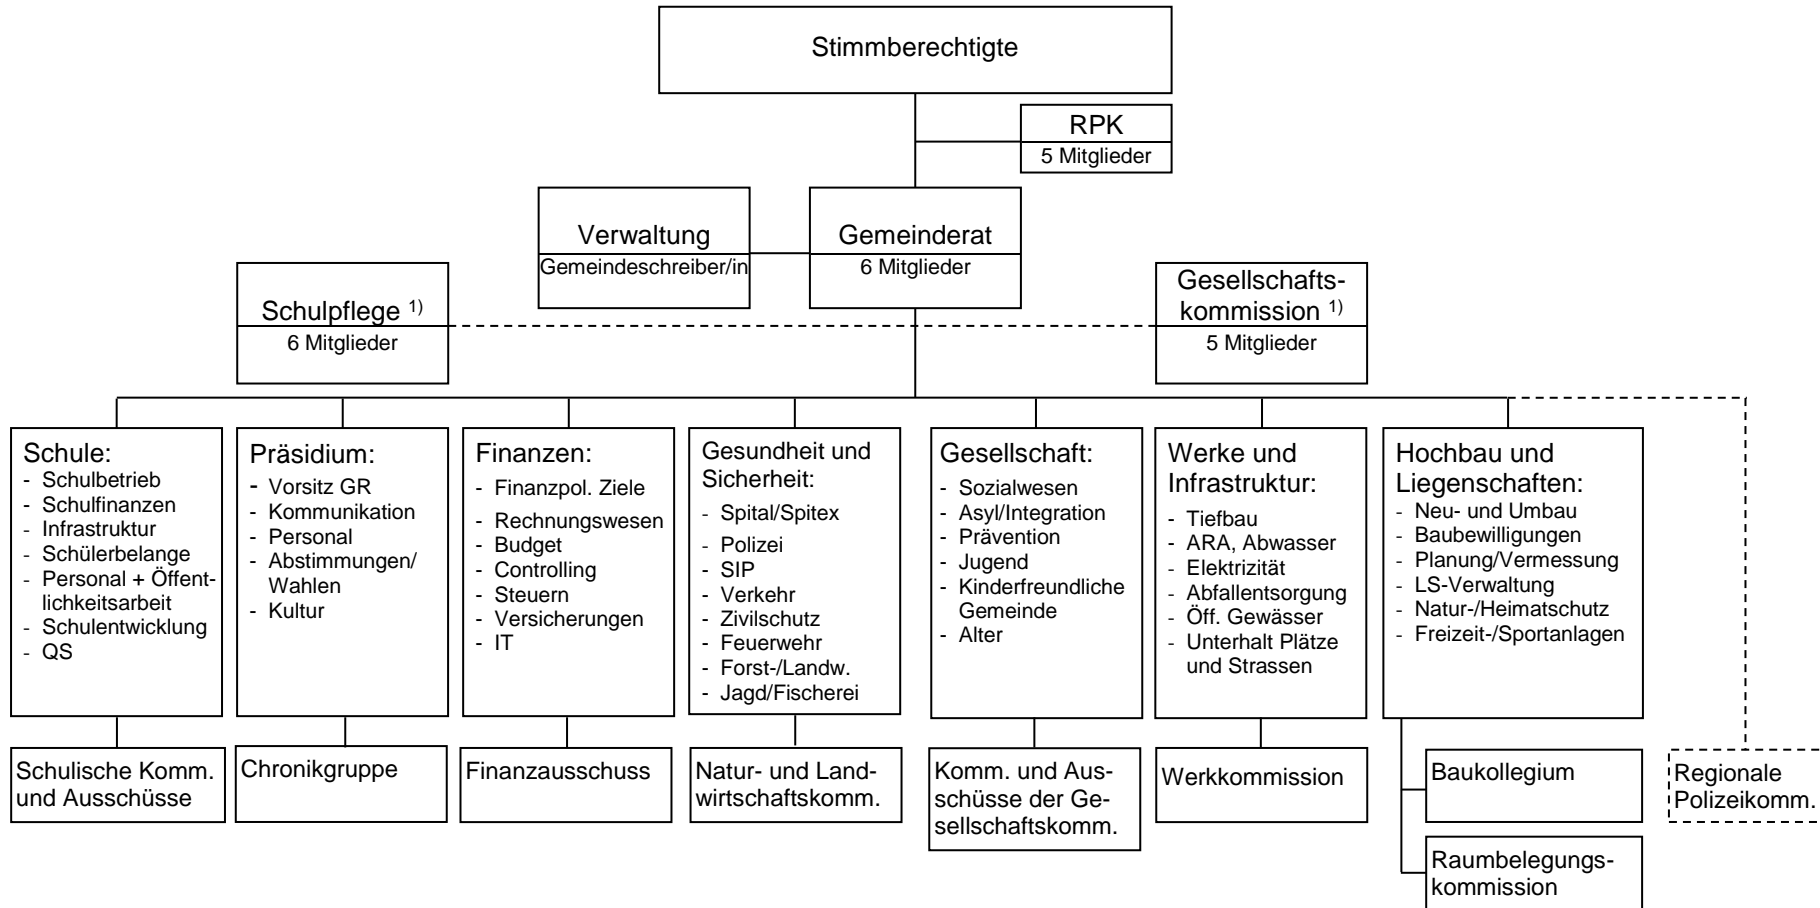 Stimmberechtigte
RPK
5 Mitglieder
Verwaltung
Gemeindeschreiber/in
Gemeinderat
6 Mitglieder
Schulpflege 1)
6 Mitglieder
Gesellschafts-
kommission 1)
5 Mitglieder
Schule:
- Schulbetrieb
- Schulfinanzen
- Infrastruktur
- Schülerbelange
- Personal + Öffent-
lichkeitsarbeit
- Schulentwicklung
- QS
Präsidium:
- Vorsitz GR
- Kommunikation
- Personal
- Abstimmungen/
Wahlen
- Kultur
Finanzen:
- Finanzpol. Ziele
- Rechnungswesen
- Budget
- Controlling
- Steuern
- Versicherungen
- IT
Gesundheit und
Sicherheit:
- Spital/Spitex
- Polizei
- SIP
- Verkehr
- Zivilschutz
- Feuerwehr
- Forst-/Landw.
- Jagd/Fischerei
Gesellschaft:
- Sozialwesen
- Asyl/Integration
- Prävention
- Jugend
- Kinderfreundliche
Gemeinde
- Alter
Werke und
Infrastruktur:
- Tiefbau
- ARA, Abwasser
- Elektrizität
- Abfallentsorgung
- Öff. Gewässer
- Unterhalt Plätze
und Strassen
Hochbau und
Liegenschaften:
- Neu- und Umbau
- Baubewilligungen
- Planung/Vermessung
- LS-Verwaltung
- Natur-/Heimatschutz
- Freizeit-/Sportanlagen
Schulische Komm.
und Ausschüsse
Chronikgruppe
Finanzausschuss
Natur- und Land-
wirtschaftskomm.
Komm. und Aus-
schüsse der Ge-
sellschaftskomm.
Werkkommission
Baukollegium
Raumbelegungs-
kommission
Regionale
Polizeikomm.